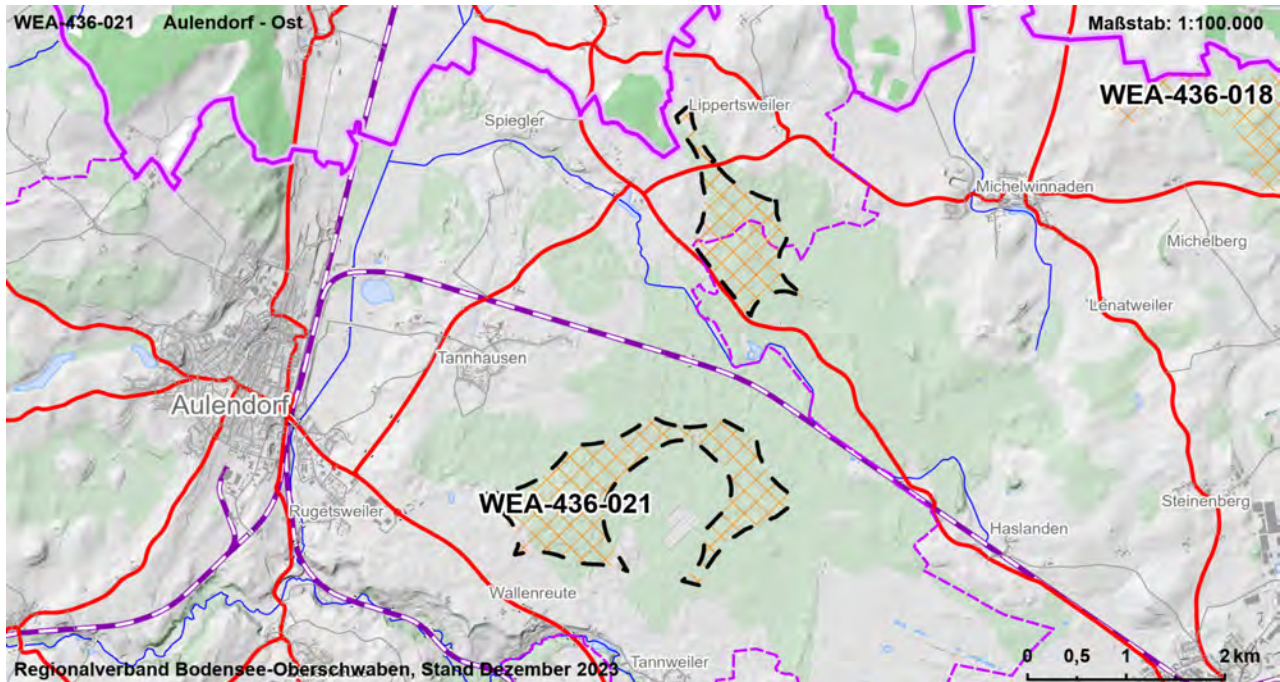 WEA-436-021 Aulendorf - Ost
Maßstab: 1:100.000
WEA-436-018
Lippertsweiler
Spiegler
Michelwinnaden
Michelberg
Lenatweiler
Tannhausen
Aulendorf
WEA-436-021
Steinenberg
Rugetsweiler
Haslanden
Wallenreute
Tannweiler
0 0,5 1 2 km
Regionalverband Bodensee-Oberschwaben, Stand Dezember 2023